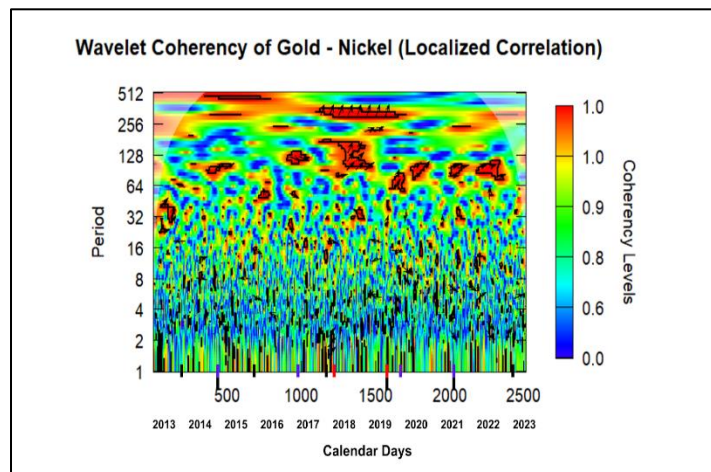 Wavelet Coherency of Gold - Nickel (Localized Correlation)
512
256
128
64
32
16
8
4
2
1
Period
500 1000 1500 2000 2500
2013 2014 2015 2016 2017 2018 2019 2020 2021 2022 2023
Calendar Days
1.0
1.0
0.9
0.8
0.6
0.0
Coherency Levels